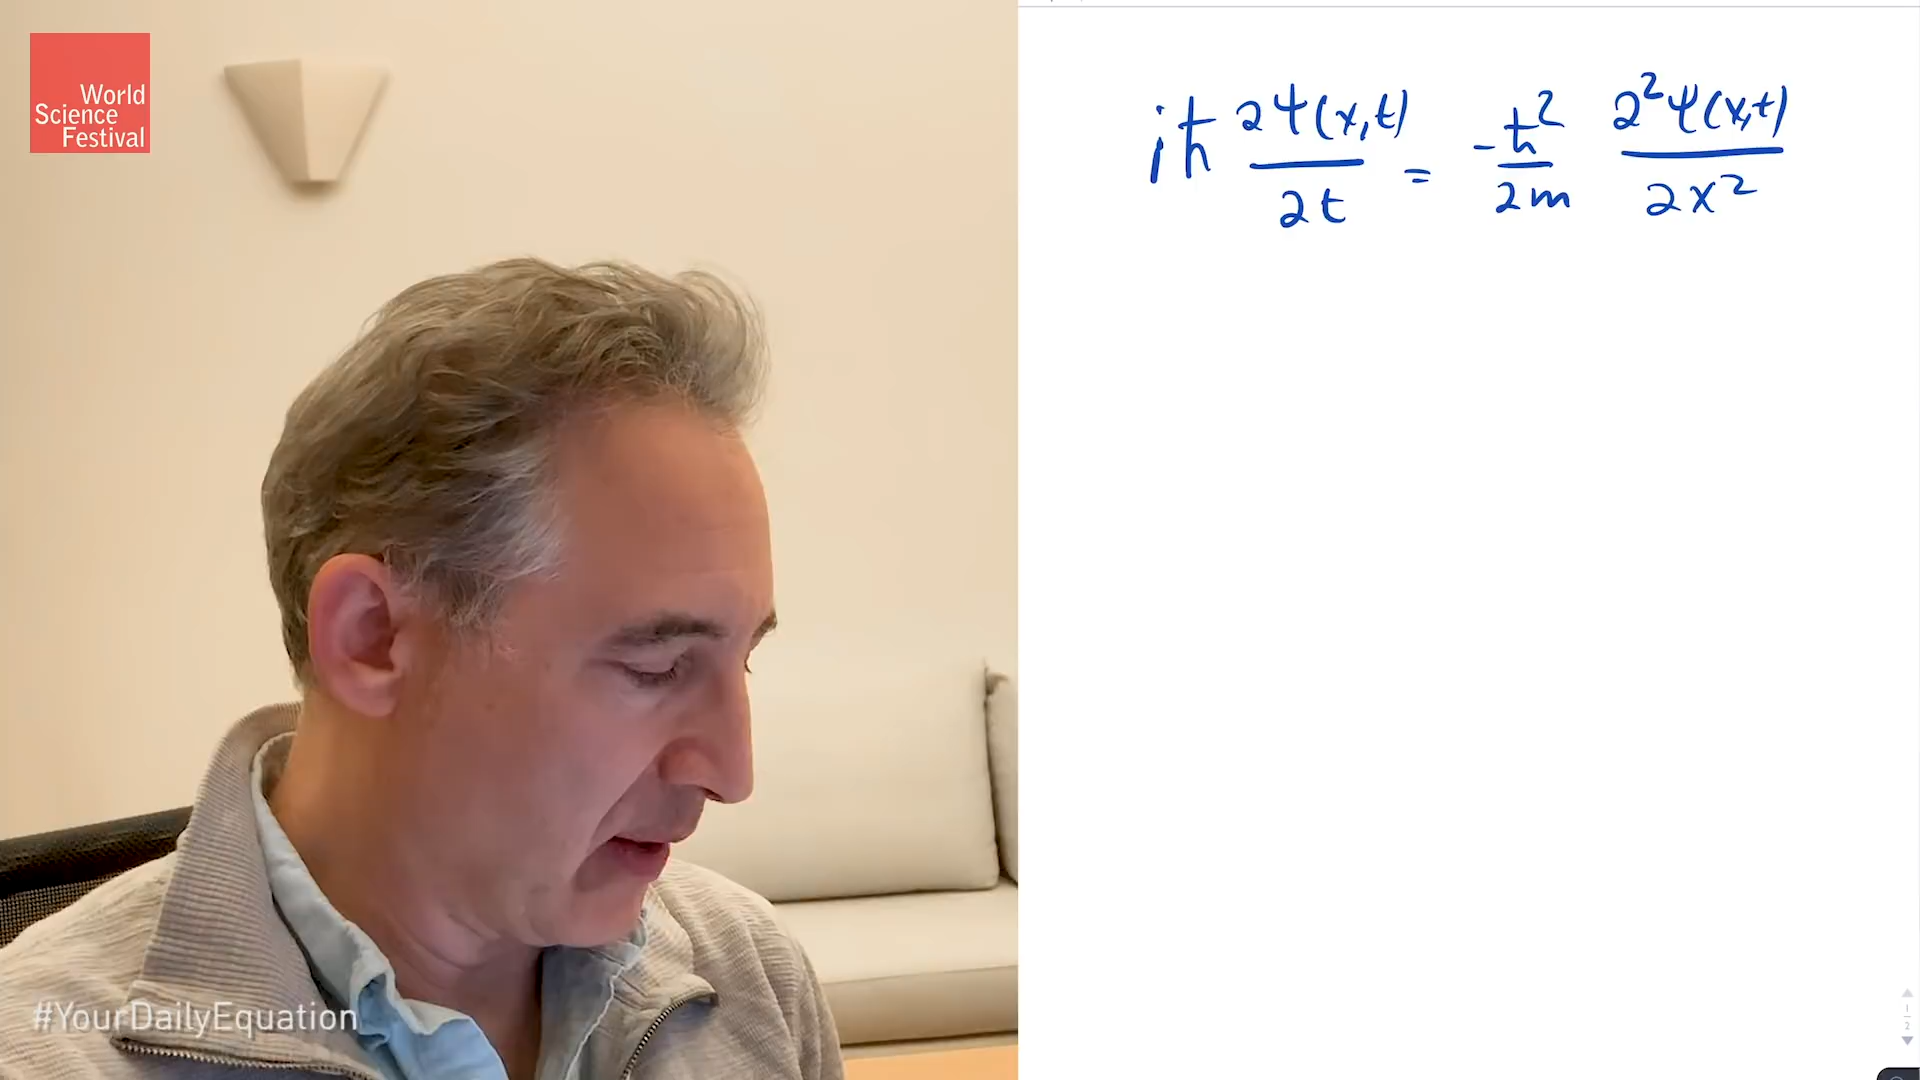 World
Science
Festival
iħ ∂Ψ(x,t)/∂t = -ħ²/2m ∂²Ψ(x,t)/∂x²
#YourDailyEquation